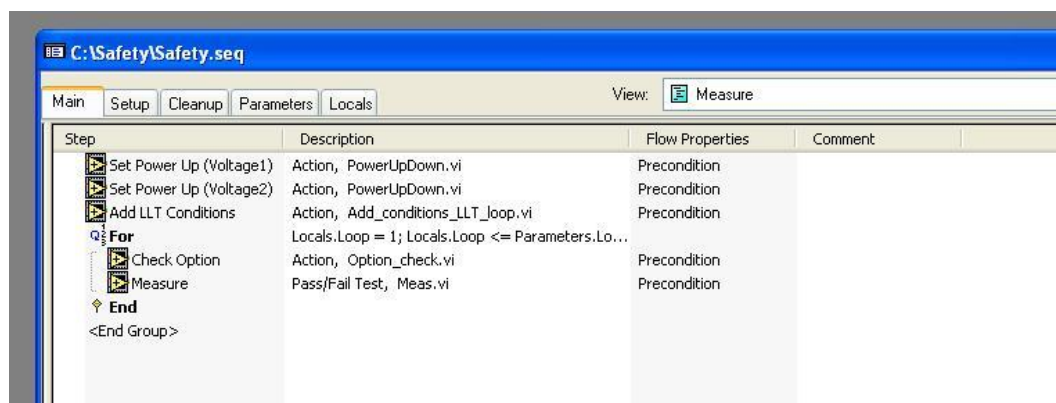 C:\Safety\Safety.seq
Main Setup Cleanup Parameters Locals View: Measure
Step Description Flow Properties Comment
Set Power Up (Voltage1) Action, PowerUpDown.vi Precondition
Set Power Up (Voltage2) Action, PowerUpDown.vi Precondition
Add LLT Conditions Action, Add_conditions_LLT_loop.vi Precondition
For Locals.Loop = 1; Locals.Loop <= Parameters.Lo...
Check Option Action, Option_check.vi Precondition
Measure Pass/Fail Test, Meas.vi Precondition
End
<End Group>